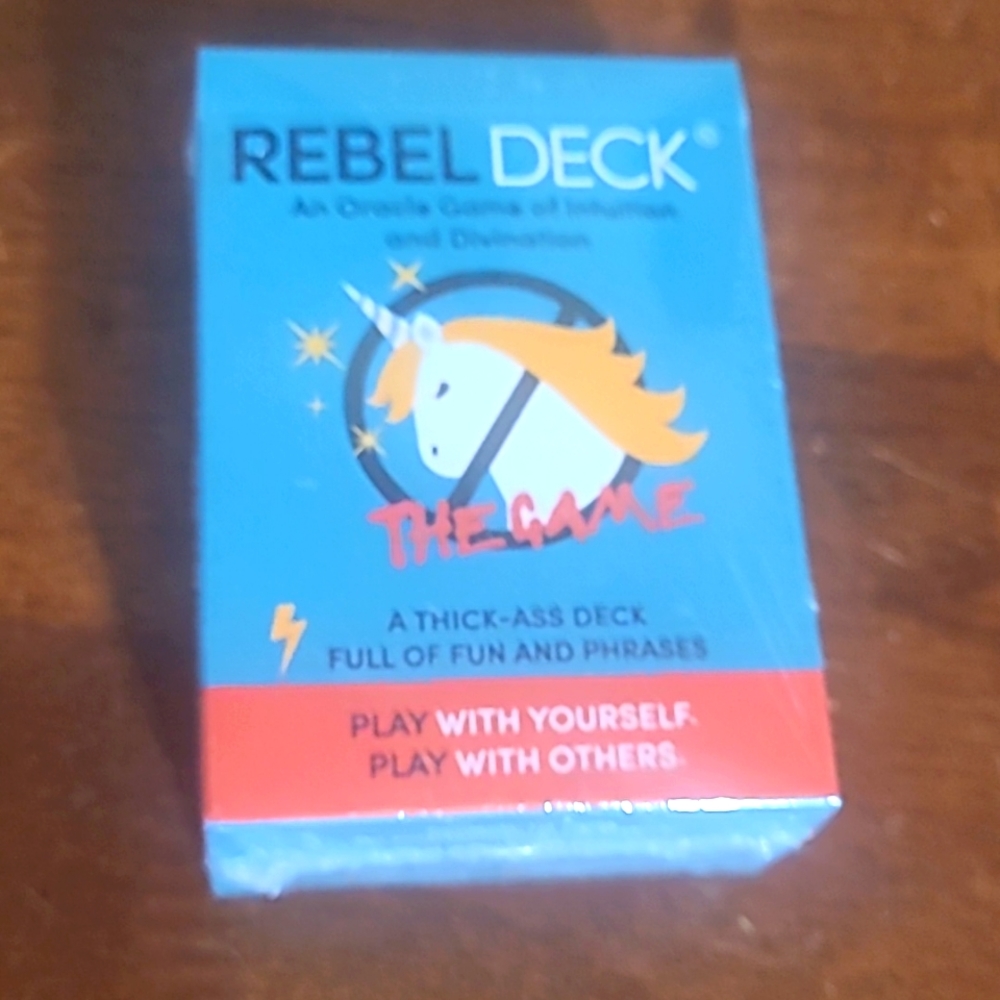 REBEL DECK®
An Oracle Game of Intuition
and Divination
THE GAME
A THICK-ASS DECK
FULL OF FUN AND PHRASES
PLAY WITH YOURSELF.
PLAY WITH OTHERS.